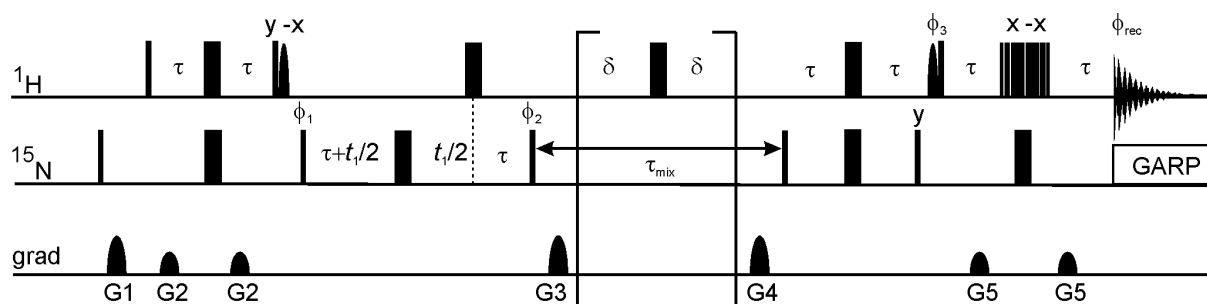 y -x ϕ3 x -x ϕrec
¹H τ τ δ δ τ τ τ τ
ϕ1 ϕ2 y
¹⁵N τ+t₁/2 t₁/2 τ τmix GARP
grad
G1 G2 G2 G3 G4 G5 G5